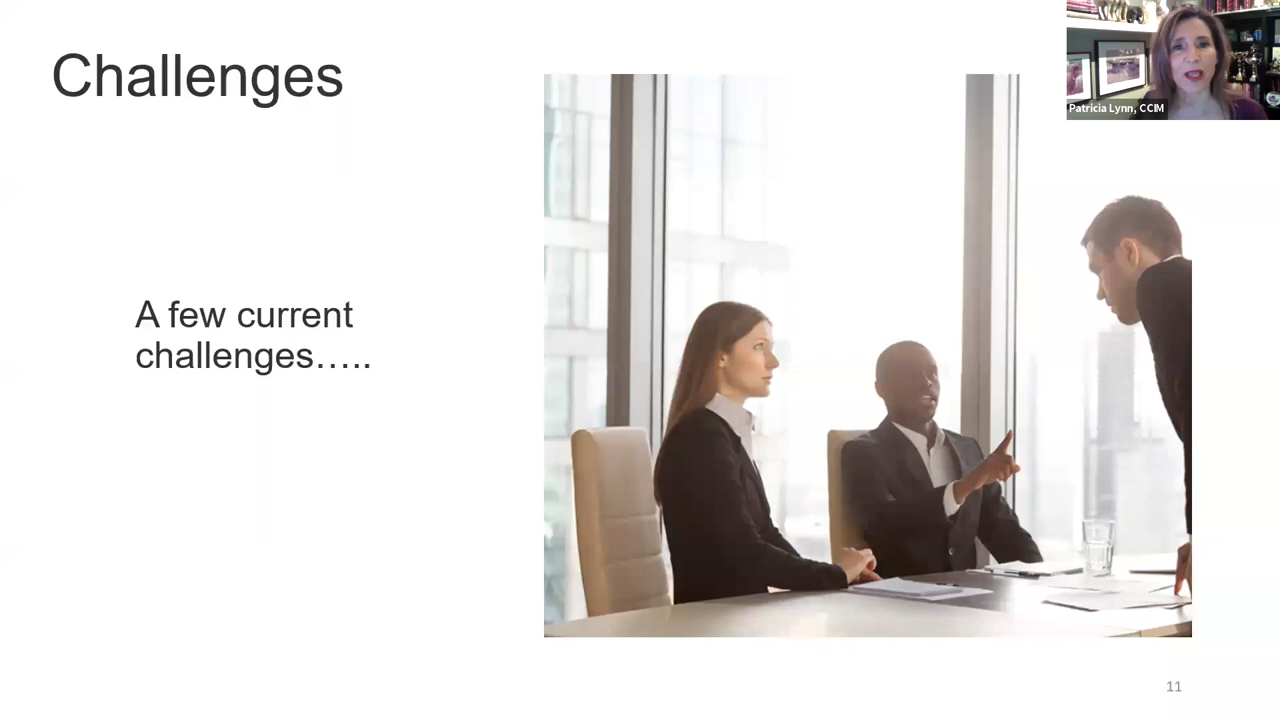 Challenges
Patricia Lynn, CCIM
A few current
challenges…..
11